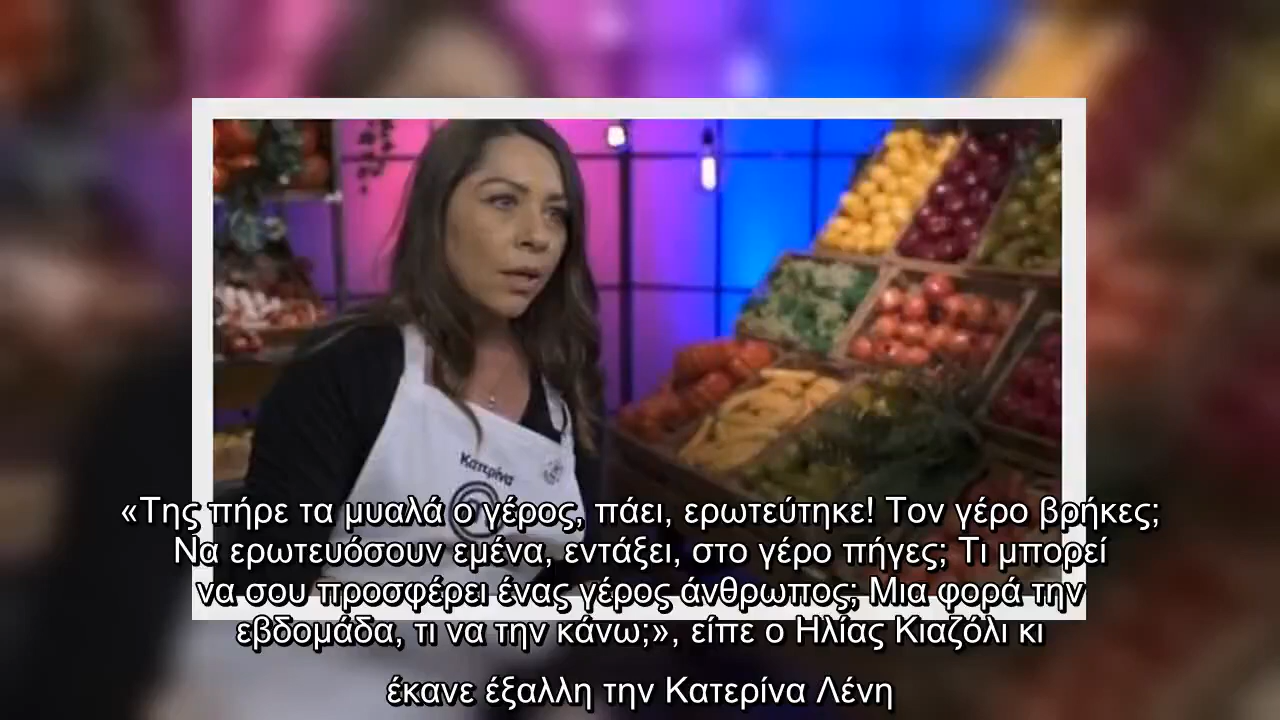 Κατερίνα
«Της πήρε τα μυαλά ο γέρος, πάει, ερωτεύτηκε! Τον γέρο βρήκες;
Να ερωτευόσουν εμένα, εντάξει, στο γέρο πήγες; Τι μπορεί
να σου προσφέρει ένας γέρος άνθρωπος; Μια φορά την
εβδομάδα, τι να την κάνω;», είπε ο Ηλίας Κιαζόλι κι
έκανε έξαλλη την Κατερίνα Λένη